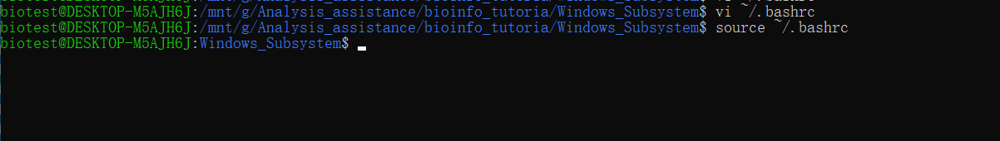 biotest@DESKTOP-M5AJH6J:/mnt/g/Analysis_assistance/bioinfo_tutoria/Windows_Subsystem$ vi ~/.bashrc
biotest@DESKTOP-M5AJH6J:/mnt/g/Analysis_assistance/bioinfo_tutoria/Windows_Subsystem$ source ~/.bashrc
biotest@DESKTOP-M5AJH6J:Windows_Subsystem$